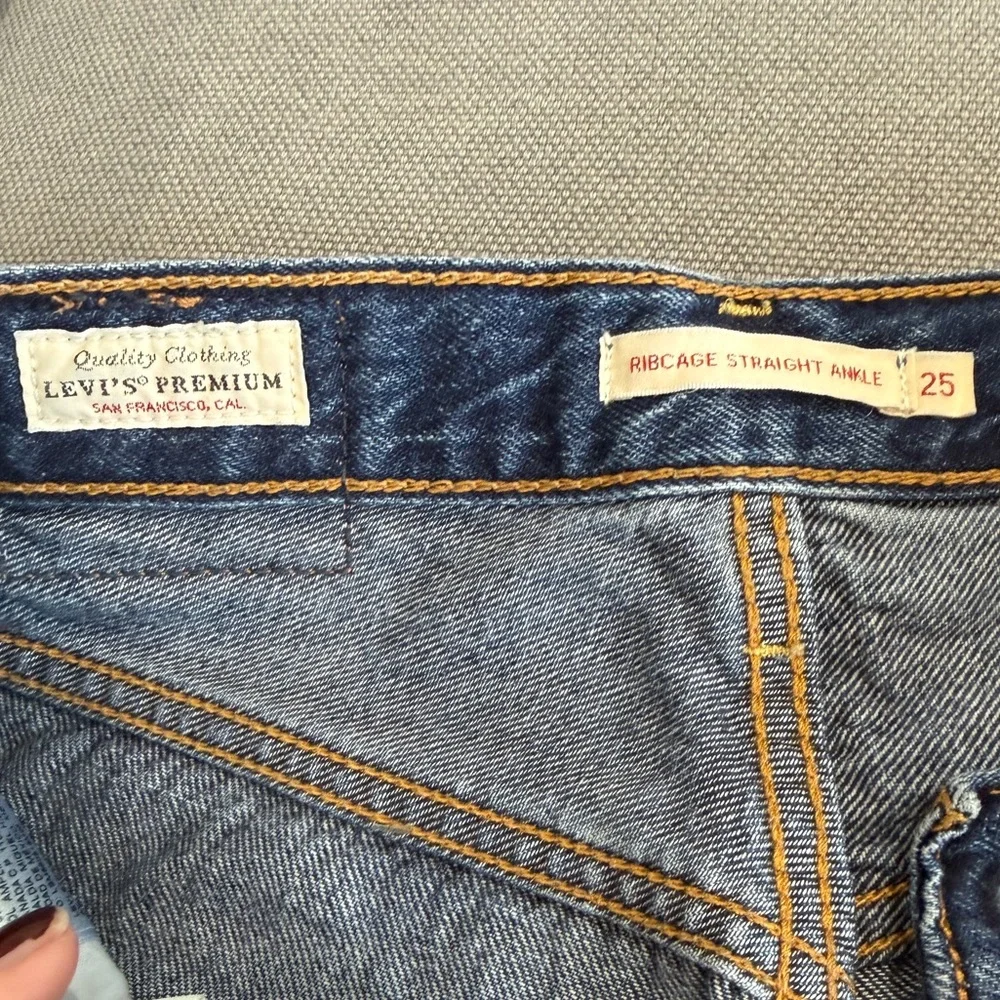 Quality Clothing
LEVI'S® PREMIUM
SAN FRANCISCO, CAL.
RIBCAGE STRAIGHT ANKLE
25